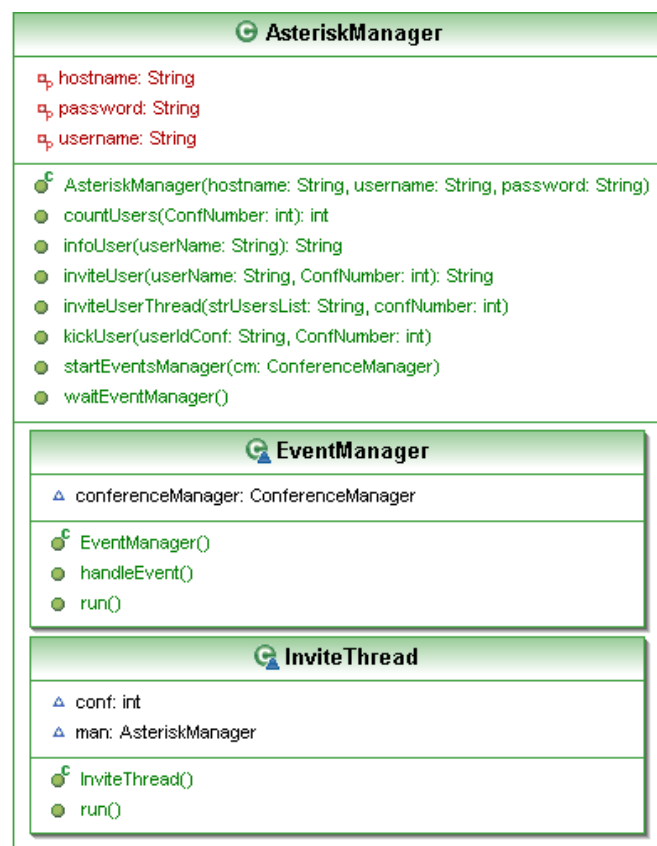 AsteriskManager
hostname: String
password: String
username: String
AsteriskManager(hostname: String, username: String, password: String)
countUsers(ConfNumber: int): int
infoUser(userName: String): String
inviteUser(userName: String, ConfNumber: int): String
inviteUserThread(strUsersList: String, confNumber: int)
kickUser(userIdConf: String, ConfNumber: int)
startEventsManager(cm: ConferenceManager)
waitEventManager()
EventManager
conferenceManager: ConferenceManager
EventManager()
handleEvent()
run()
InviteThread
conf: int
man: AsteriskManager
InviteThread()
run()